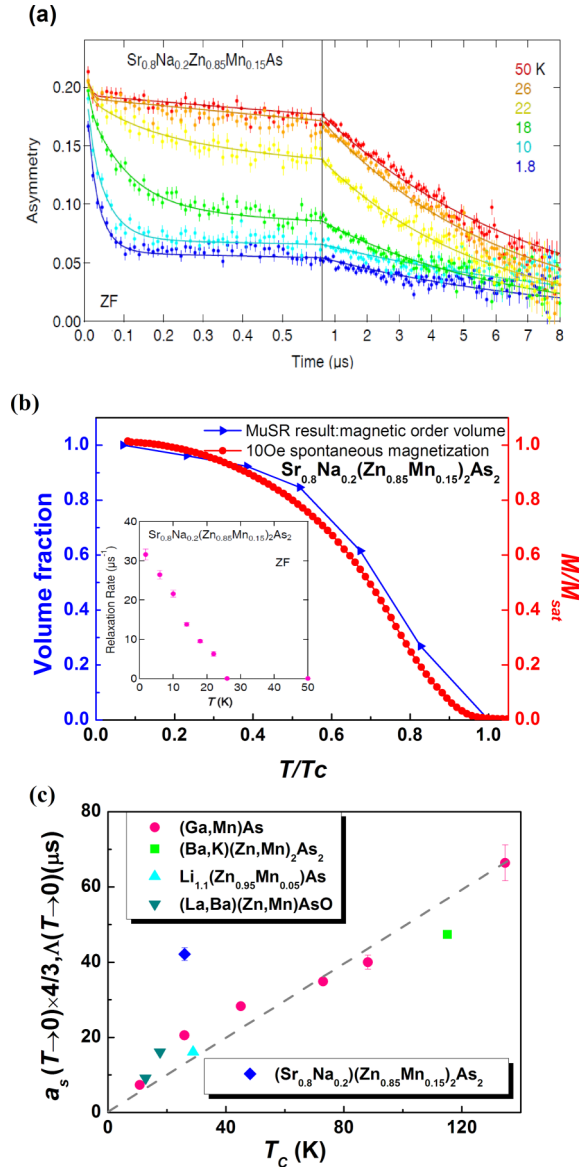 (a)
Sr0.8Na0.2Zn0.85Mn0.15As
50 K
26
22
18
10
1.8
Asymmetry
0.20
0.15
0.10
0.05
0.00
ZF
0.0 0.1 0.2 0.3 0.4 0.5 1 2 3 4 5 6 7 8
Time (μs)
(b)
MuSR result:magnetic order volume
10Oe spontaneous magnetization
Sr0.8Na0.2(Zn0.85Mn0.15)2As2
Volume fraction
1.0
0.8
0.6
0.4
0.2
0.0
M/Msat
1.0
0.8
0.6
0.4
0.2
0.0
Sr0.8Na0.2(Zn0.85Mn0.15)2As2
ZF
Relaxation Rate (μs-1)
40
30
20
10
0
0 10 20 30 40 50
T (K)
0.0 0.2 0.4 0.6 0.8 1.0
T/Tc
(c)
(Ga,Mn)As
(Ba,K)(Zn,Mn)2As2
Li1.1(Zn0.95Mn0.05)As
(La,Ba)(Zn,Mn)AsO
(Sr0.8Na0.2)(Zn0.85Mn0.15)2As2
as(T→0)×4/3,Λ(T→0)(μs)
80
60
40
20
0
0 40 80 120
TC (K)